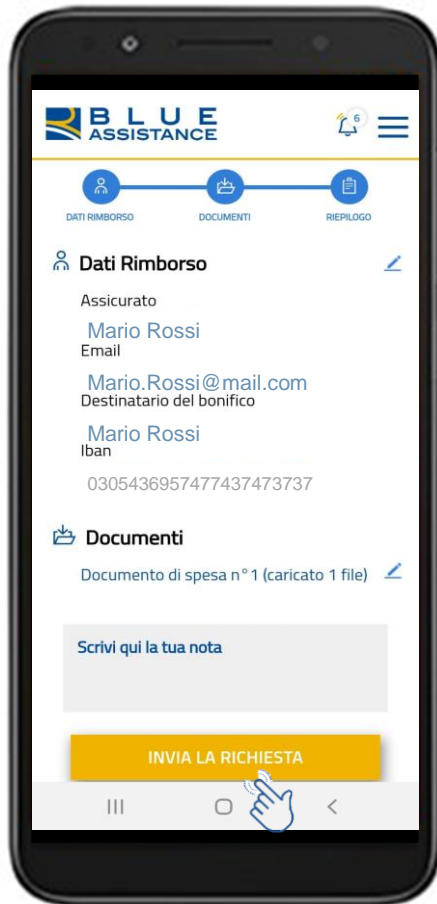 BLUE
ASSISTANCE
6
DATI RIMBORSO DOCUMENTI RIEPILOGO
Dati Rimborso
Assicurato
Mario Rossi
Email
Mario.Rossi@mail.com
Destinatario del bonifico
Mario Rossi
Iban
0305436957477437473737
Documenti
Documento di spesa n°1 (caricato 1 file)
Scrivi qui la tua nota
INVIA LA RICHIESTA